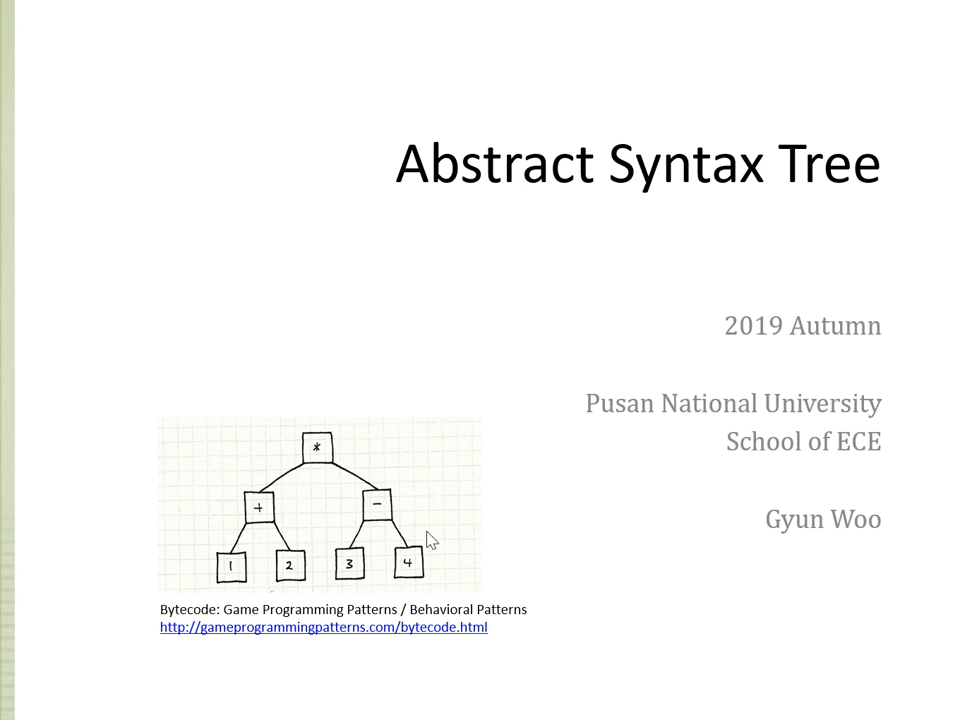 Abstract Syntax Tree
2019 Autumn
Pusan National University
School of ECE
Gyun Woo
*
+ -
1 2 3 4
Bytecode: Game Programming Patterns / Behavioral Patterns
http://gameprogrammingpatterns.com/bytecode.html